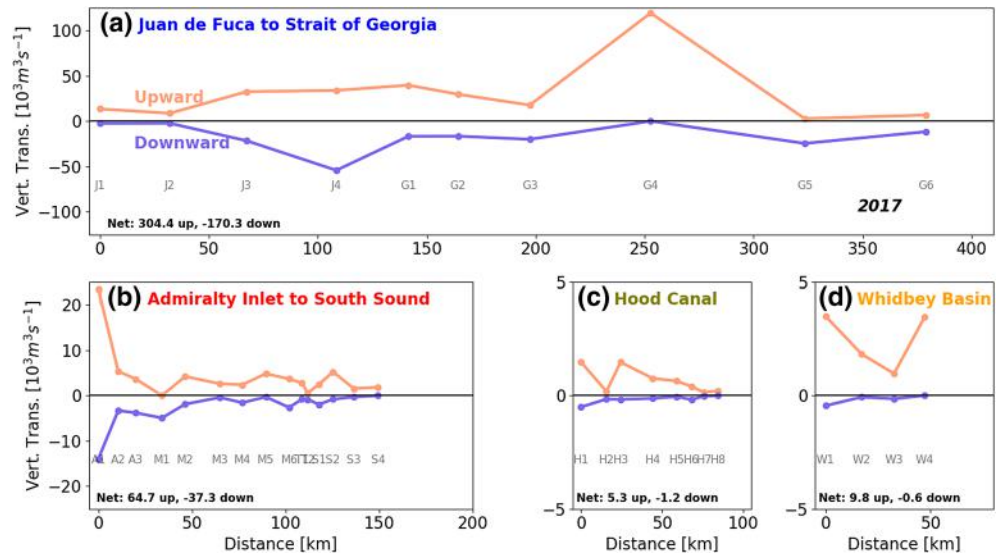 (a) Juan de Fuca to Strait of Georgia
Vert. Trans. [10³m³s⁻¹]
100
50
0
−50
−100
Upward
Downward
J1 J2 J3 J4 G1 G2 G3 G4 G5 G6
2017
Net: 304.4 up, -170.3 down
0 50 100 150 200 250 300 350 400
(b) Admiralty Inlet to South Sound
Vert. Trans. [10³m³s⁻¹]
20
10
0
−10
−20
A1 A2 A3 M1 M2 M3 M4 M5 M6 T1 T2 S1 S2 S3 S4
Net: 64.7 up, -37.3 down
0 50 100 150 200
Distance [km]
(c) Hood Canal
5
0
−5
H1 H2 H3 H4 H5 H6 H7 H8
Net: 5.3 up, -1.2 down
0 50 100
Distance [km]
(d) Whidbey Basin
5
0
−5
W1 W2 W3 W4
Net: 9.8 up, -0.6 down
0 50
Distance [km]